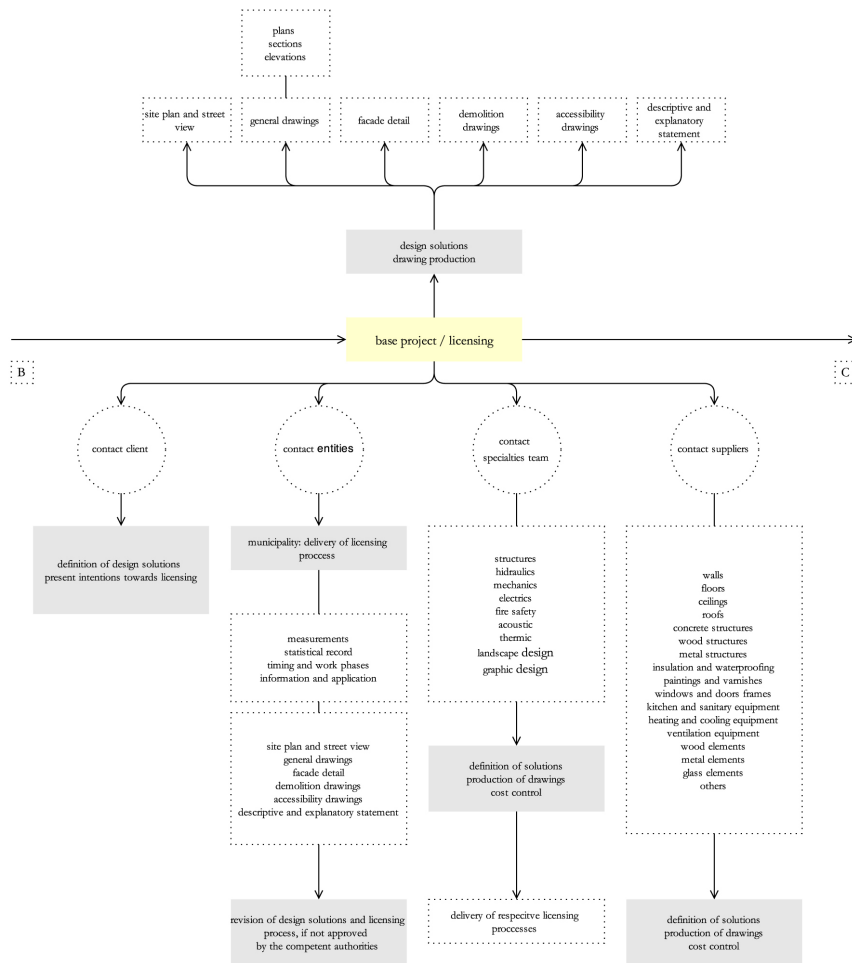 plans
sections
elevations
site plan and street
view
general drawings
facade detail
demolition
drawings
accessibility
drawings
descriptive and
explanatory
statement
design solutions
drawing production
base project / licensing
B
C
contact client
contact entities
contact
specialties team
contact suppliers
definition of design solutions
present intentions towards licensing
municipality: delivery of licensing
proccess
measurements
statistical record
timing and work phases
information and application
site plan and street view
general drawings
facade detail
demolition drawings
accessibility drawings
descriptive and explanatory statement
revision of design solutions and licensing
process, if not approved
by the competent authorities
structures
hidraulics
mechanics
electrics
fire safety
acoustic
thermic
landscape design
graphic design
definition of solutions
production of drawings
cost control
delivery of respecitve licensing
proccesses
walls
floors
ceilings
roofs
concrete structures
wood structures
metal structures
insulation and waterproofing
paintings and varnishes
windows and doors frames
kitchen and sanitary equipment
heating and cooling equipment
ventilation equipment
wood elements
metal elements
glass elements
others
definition of solutions
production of drawings
cost control